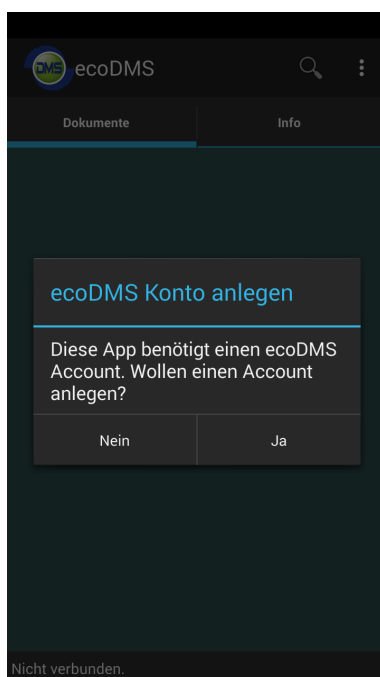 DMS ecoDMS
Dokumente Info
ecoDMS Konto anlegen
Diese App benötigt einen ecoDMS
Account. Wollen einen Account
anlegen?
Nein Ja
Nicht verbunden.